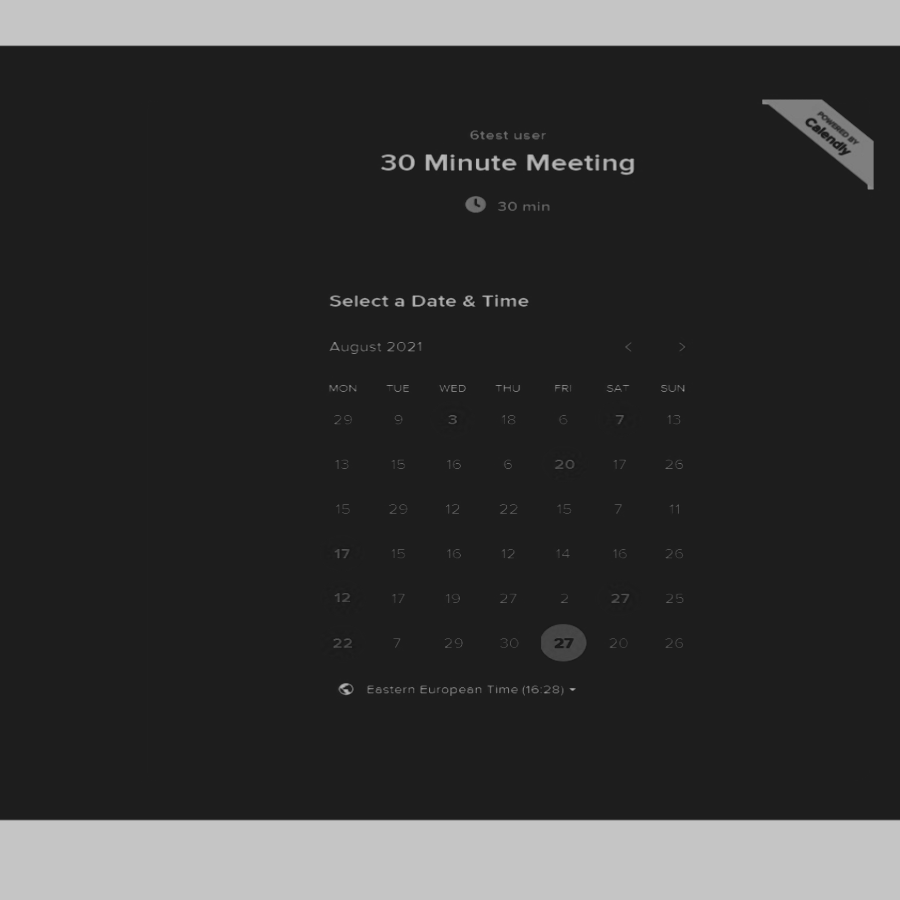 POWERED BY
Calendly
6test user
30 Minute Meeting
30 min
Select a Date & Time
August 2021
MON TUE WED THU FRI SAT SUN
29 9 3 18 6 7 13
13 15 16 6 20 17 26
15 29 12 22 15 7 11
17 15 16 12 14 16 26
12 17 19 27 2 27 25
22 7 29 30 27 20 26
Eastern European Time (16:28)